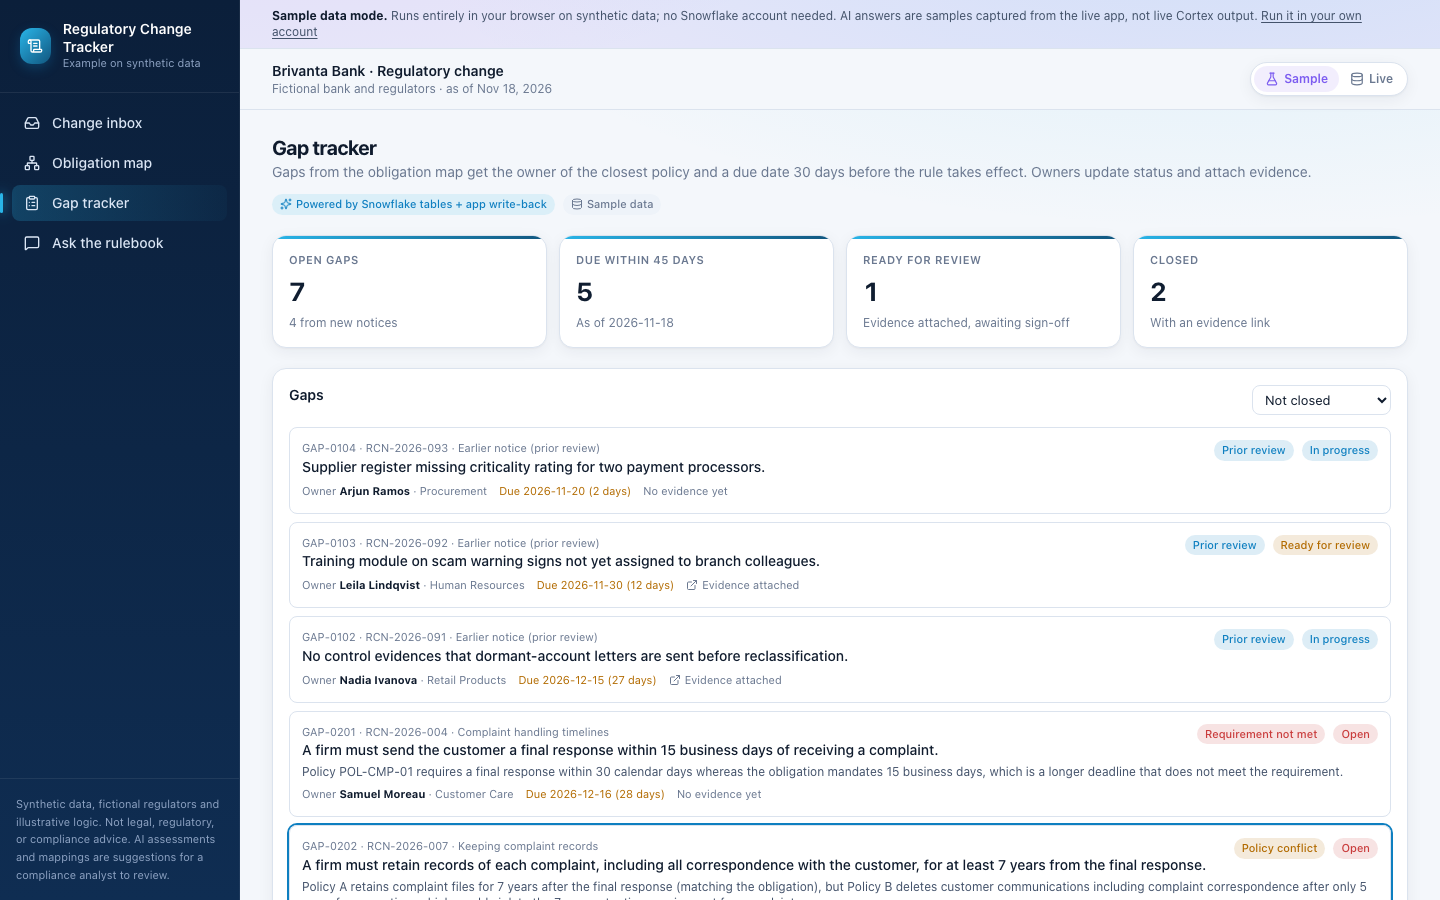 Regulatory Change
Tracker
Example on synthetic data
Change inbox
Obligation map
Gap tracker
Ask the rulebook
Synthetic data, fictional regulators and
illustrative logic. Not legal, regulatory,
or compliance advice. AI assessments
and mappings are suggestions for a
compliance analyst to review.
Sample data mode. Runs entirely in your browser on synthetic data; no Snowflake account needed. AI answers are samples captured from the live app, not live Cortex output. Run it in your own
account
Brivanta Bank · Regulatory change
Fictional bank and regulators · as of Nov 18, 2026
Sample
Live
Gap tracker
Gaps from the obligation map get the owner of the closest policy and a due date 30 days before the rule takes effect. Owners update status and attach evidence.
Powered by Snowflake tables + app write-back
Sample data
OPEN GAPS
7
4 from new notices
DUE WITHIN 45 DAYS
5
As of 2026-11-18
READY FOR REVIEW
1
Evidence attached, awaiting sign-off
CLOSED
2
With an evidence link
Gaps
Not closed
GAP-0104 · RCN-2026-093 · Earlier notice (prior review)
Prior review
In progress
Supplier register missing criticality rating for two payment processors.
Owner Arjun Ramos · Procurement Due 2026-11-20 (2 days) No evidence yet
GAP-0103 · RCN-2026-092 · Earlier notice (prior review)
Prior review
Ready for review
Training module on scam warning signs not yet assigned to branch colleagues.
Owner Leila Lindqvist · Human Resources Due 2026-11-30 (12 days) Evidence attached
GAP-0102 · RCN-2026-091 · Earlier notice (prior review)
Prior review
In progress
No control evidences that dormant-account letters are sent before reclassification.
Owner Nadia Ivanova · Retail Products Due 2026-12-15 (27 days) Evidence attached
GAP-0201 · RCN-2026-004 · Complaint handling timelines
Requirement not met
Open
A firm must send the customer a final response within 15 business days of receiving a complaint.
Policy POL-CMP-01 requires a final response within 30 calendar days whereas the obligation mandates 15 business days, which is a longer deadline that does not meet the requirement.
Owner Samuel Moreau · Customer Care Due 2026-12-16 (28 days) No evidence yet
GAP-0202 · RCN-2026-007 · Keeping complaint records
Policy conflict
Open
A firm must retain records of each complaint, including all correspondence with the customer, for at least 7 years from the final response.
Policy A retains complaint files for 7 years after the final response (matching the obligation), but Policy B deletes customer communications including complaint correspondence after only 5